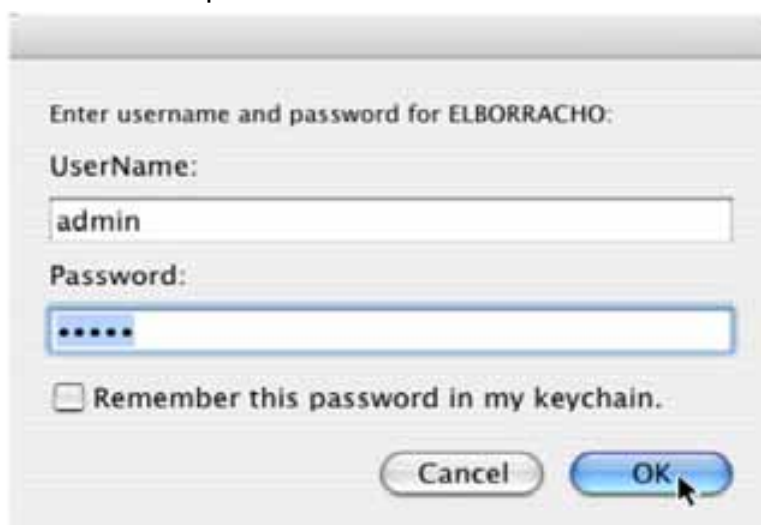 Enter username and password for ELBORRACHO:
UserName:
admin
Password:
•••••
Remember this password in my keychain.
Cancel OK